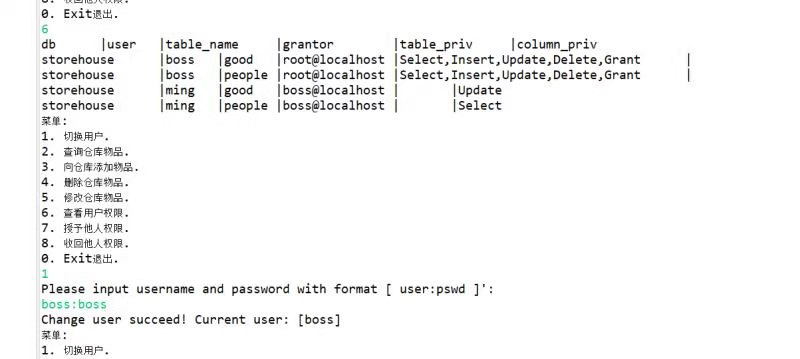 8. 收回他人权限.
0. Exit退出.
6
db |user |table_name |grantor |table_priv |column_priv
storehouse |boss |good |root@localhost |Select,Insert,Update,Delete,Grant |
storehouse |boss |people |root@localhost |Select,Insert,Update,Delete,Grant |
storehouse |ming |good |boss@localhost | |Update
storehouse |ming |people |boss@localhost | |Select
菜单:
1. 切换用户.
2. 查询仓库物品.
3. 向仓库添加物品.
4. 删除仓库物品.
5. 修改仓库物品.
6. 查看用户权限.
7. 授予他人权限.
8. 收回他人权限.
0. Exit退出.
1
Please input username and password with format [ user:pswd ]':
boss:boss
Change user succeed! Current user: [boss]
菜单:
1. 切换用户.